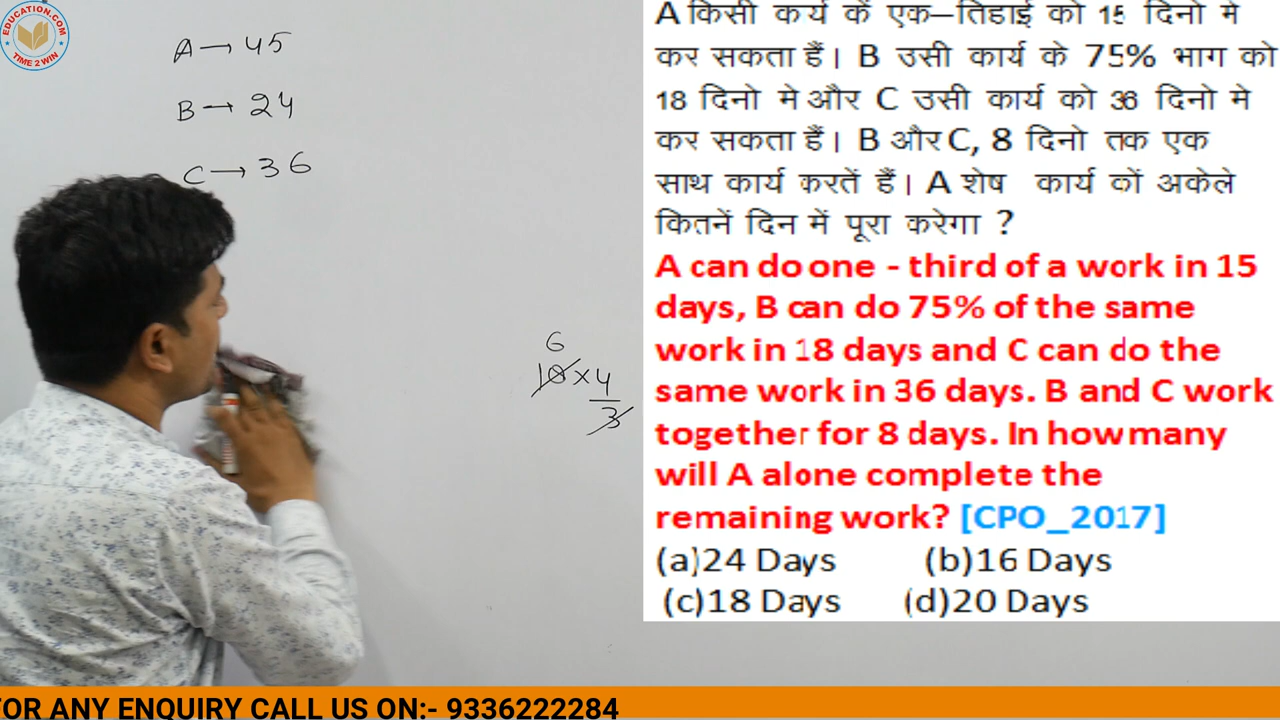 EDUCATION.COM
TIME 2 WIN
A → 45
B → 24
C → 36
6
18 × 4
3
A किसी कर्य कें एक–तिहाई को 15 दिनो मे
कर सकता हैं। B उसी कार्य के 75% भाग को
18 दिनो मे और C उसी कार्य को 36 दिनो मे
कर सकता हैं। B और C, 8 दिनो तक एक
साथ कार्य करतें हैं। A शेष कार्य कों अकेले
कितनें दिन में पूरा करेगा ?
A can do one - third of a work in 15
days, B can do 75% of the same
work in 18 days and C can do the
same work in 36 days. B and C work
together for 8 days. In how many
will A alone complete the
remaining work? [CPO_2017]
(a)24 Days (b)16 Days
(c)18 Days (d)20 Days
FOR ANY ENQUIRY CALL US ON:- 9336222284